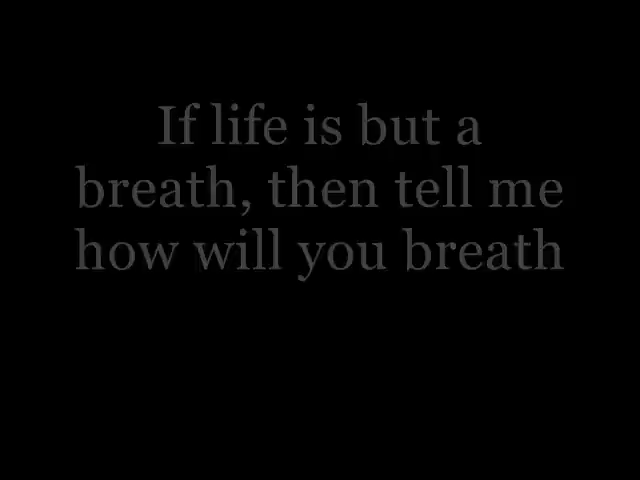 If life is but a
breath, then tell me
how will you breath